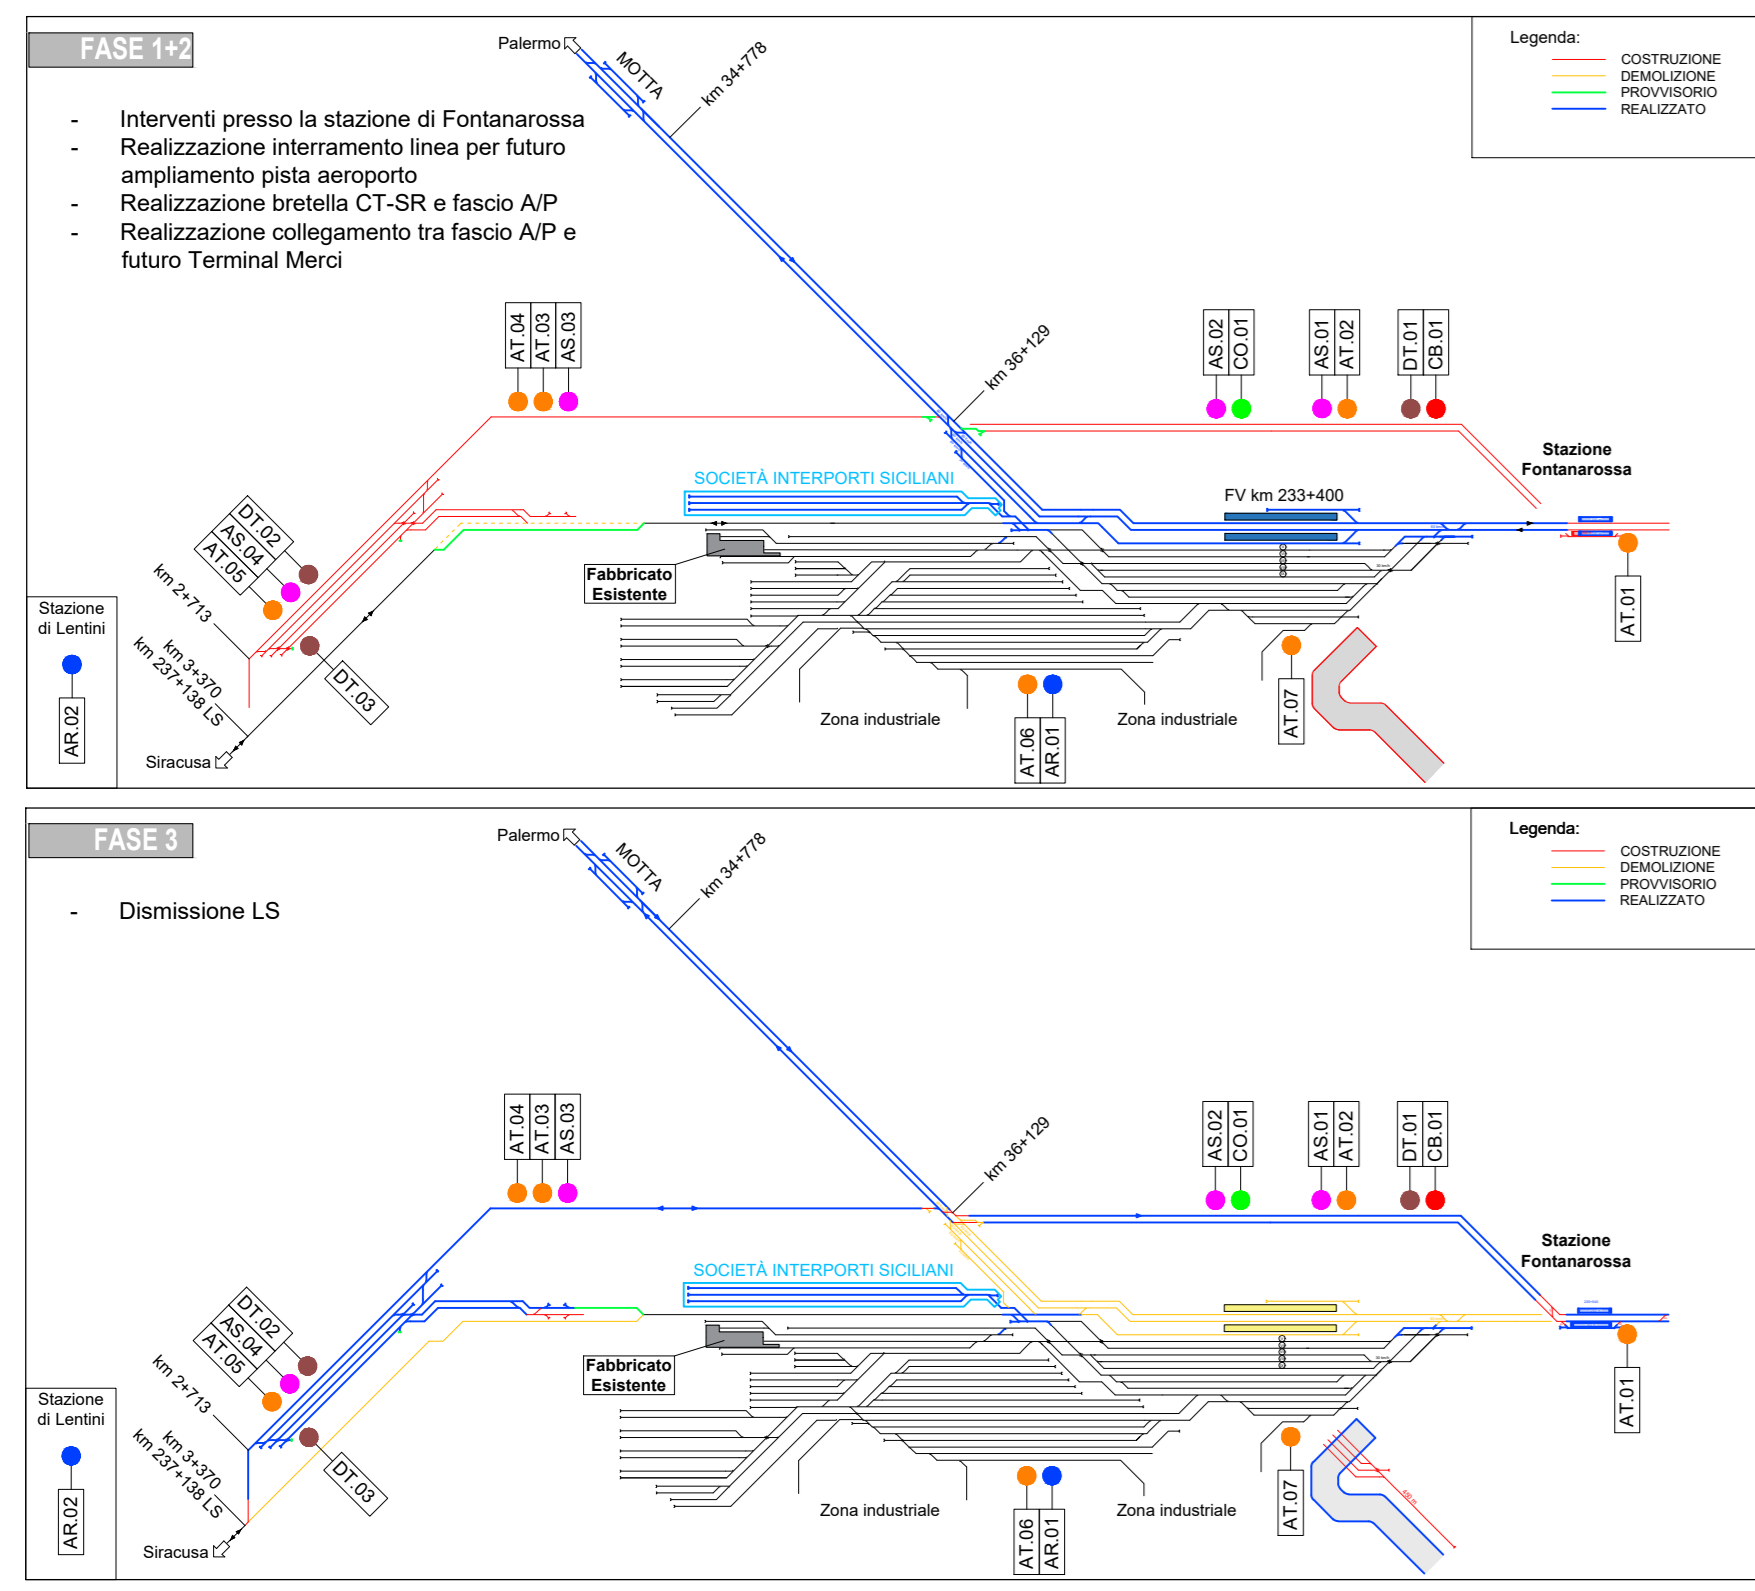 FASE 1+2
- Interventi presso la stazione di Fontanarossa
- Realizzazione interramento linea per futuro
ampliamento pista aeroporto
- Realizzazione bretella CT-SR e fascio A/P
- Realizzazione collegamento tra fascio A/P e
futuro Terminal Merci
Palermo
MOTTA
km 34+778
Legenda:
COSTRUZIONE
DEMOLIZIONE
PROVVISORIO
REALIZZATO
AT.04
AT.03
AS.03
km 36+129
AS.02
CO.01
AS.01
AT.02
DT.01
CB.01
Stazione
Fontanarossa
SOCIETÀ INTERPORTI SICILIANI
FV km 233+400
DT.02
AS.04
AT.05
km 2+713
Fabbricato
Esistente
Stazione
di Lentini
AR.02
km 3+370
km 237+138 LS
DT.03
Siracusa
Zona industriale
AT.06
AR.01
Zona industriale
AT.07
AT.01
FASE 3
- Dismissione LS
Palermo
MOTTA
km 34+778
Legenda:
COSTRUZIONE
DEMOLIZIONE
PROVVISORIO
REALIZZATO
AT.04
AT.03
AS.03
km 36+129
AS.02
CO.01
AS.01
AT.02
DT.01
CB.01
Stazione
Fontanarossa
SOCIETÀ INTERPORTI SICILIANI
DT.02
AS.04
AT.05
km 2+713
Fabbricato
Esistente
Stazione
di Lentini
AR.02
km 3+370
km 237+138 LS
DT.03
Siracusa
Zona industriale
AT.06
AR.01
Zona industriale
AT.07
450 m
AT.01